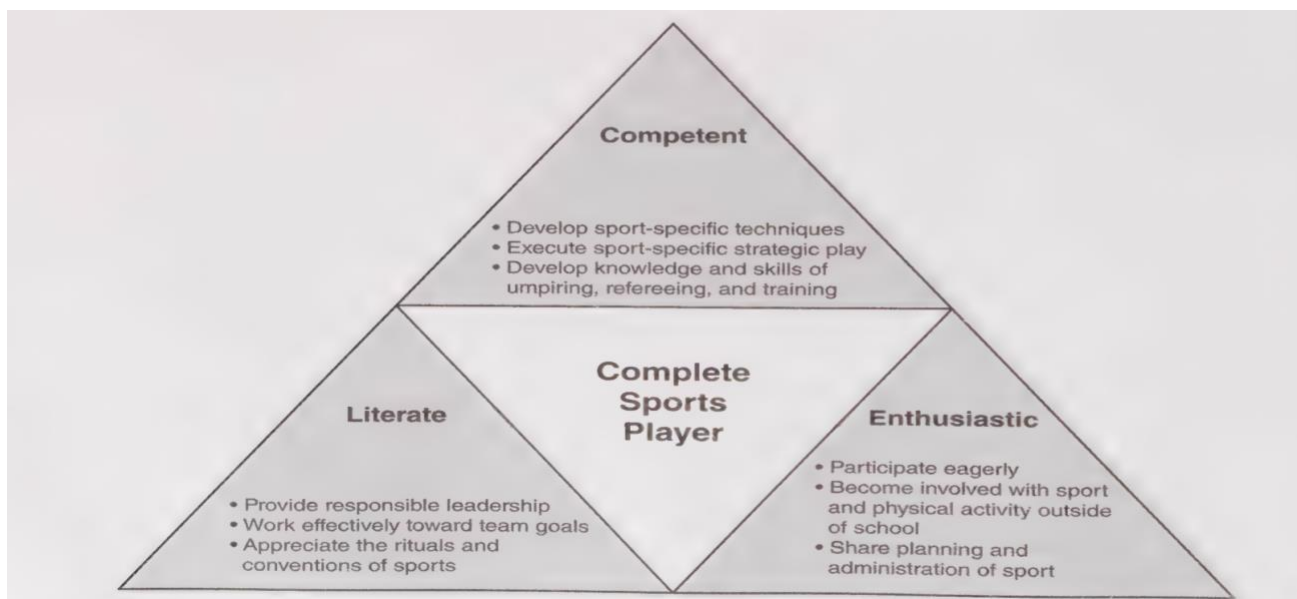 Competent
• Develop sport-specific techniques
• Execute sport-specific strategic play
• Develop knowledge and skills of
umpiring, refereeing, and training
Complete
Sports
Player
Literate
• Provide responsible leadership
• Work effectively toward team goals
• Appreciate the rituals and
conventions of sports
Enthusiastic
• Participate eagerly
• Become involved with sport
and physical activity outside
of school
• Share planning and
administration of sport